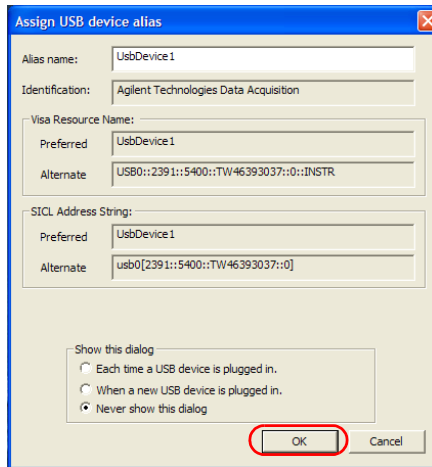 Assign USB device alias
Alias name: UsbDevice1
Identification: Agilent Technologies Data Acquisition
Visa Resource Name:
Preferred UsbDevice1
Alternate USB0::2391::5400::TW46393037::0::INSTR
SICL Address String:
Preferred UsbDevice1
Alternate usb0[2391::5400::TW46393037::0]
Show this dialog
Each time a USB device is plugged in.
When a new USB device is plugged in.
Never show this dialog
OK Cancel